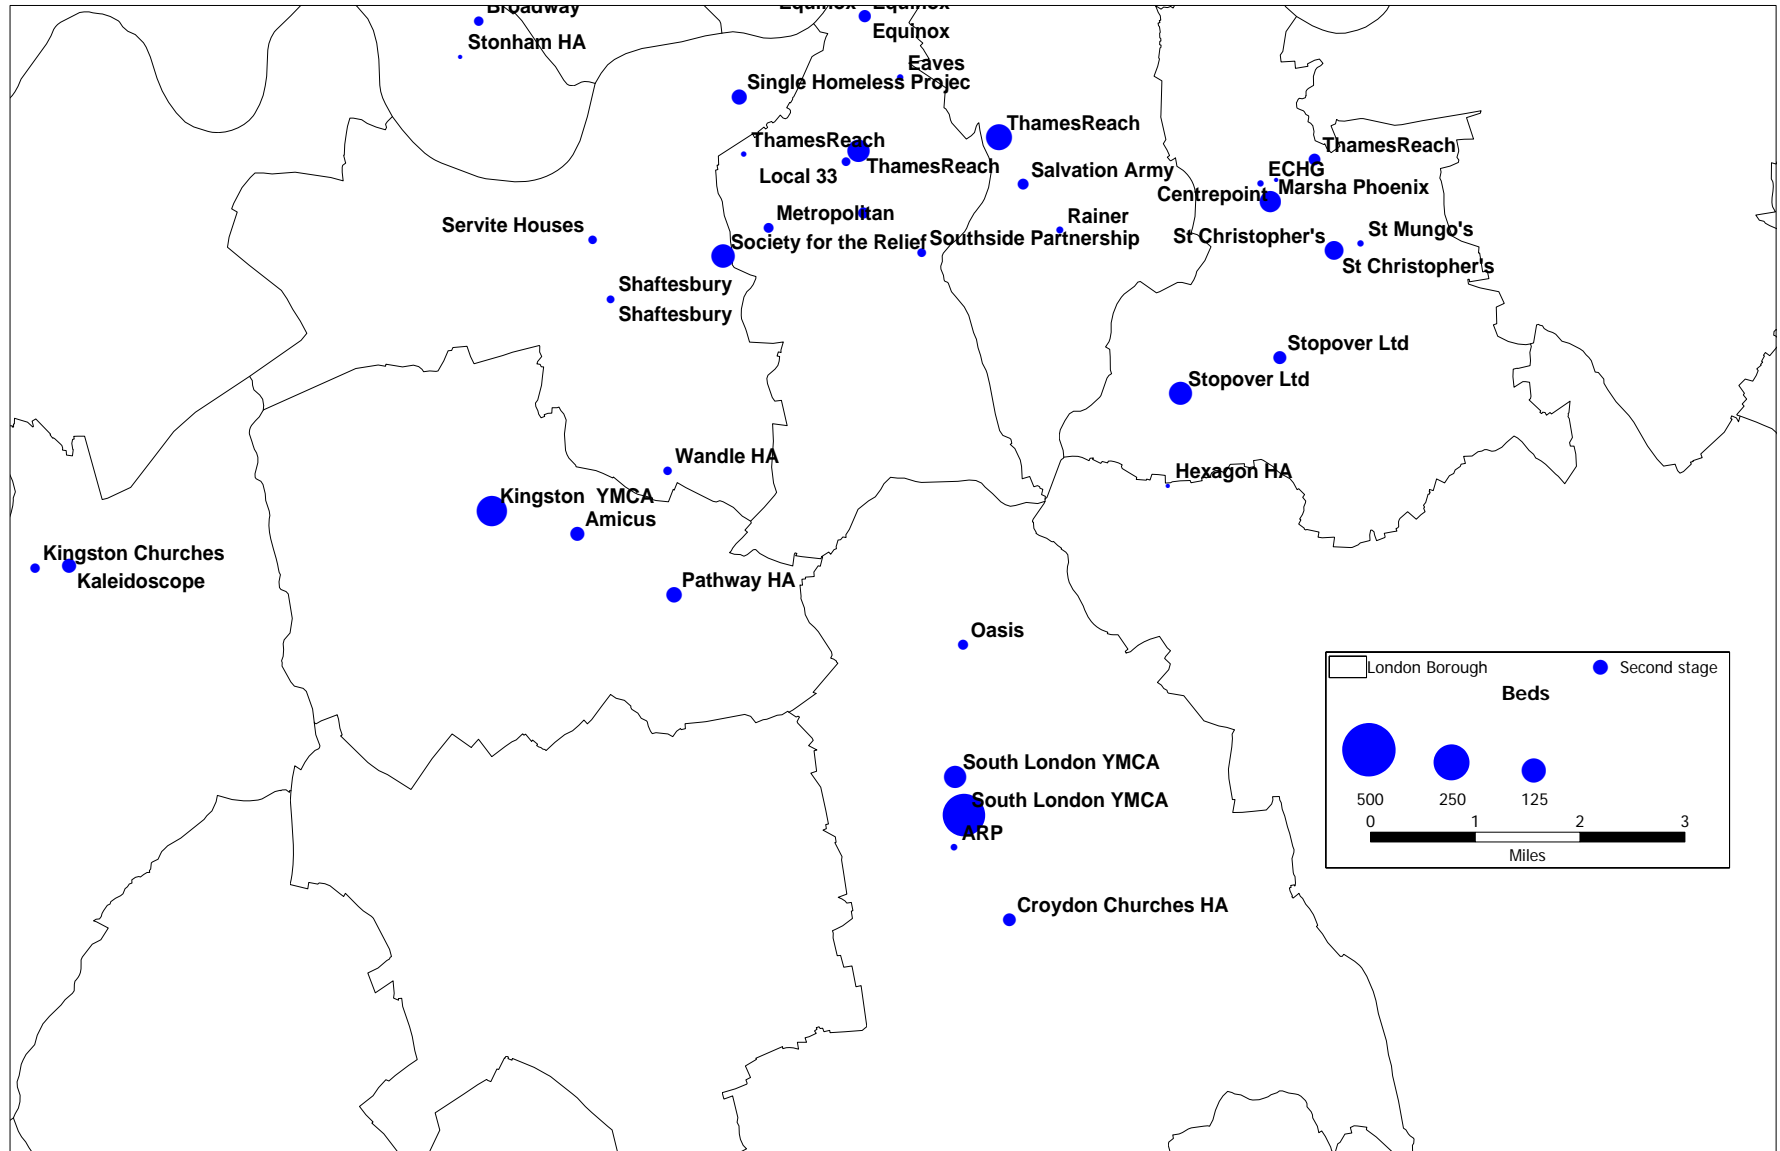 Broadway
Equinox
Equinox
Equinox
Stonham HA
Eaves
Single Homeless Projec
ThamesReach
ThamesReach
ThamesReach
ThamesReach
Local 33
Salvation Army
ECHG
Centrepoint
Marsha Phoenix
Metropolitan
Rainer
Servite Houses
Society for the Relief
Southside Partnership
St Christopher's
St Mungo's
St Christopher's
Shaftesbury
Shaftesbury
Stopover Ltd
Stopover Ltd
Wandle HA
Hexagon HA
Kingston YMCA
Amicus
Kingston Churches
Kaleidoscope
Pathway HA
Oasis
South London YMCA
South London YMCA
ARP
Croydon Churches HA
London Borough
Second stage
Beds
500 250 125
0 1 2 3
Miles